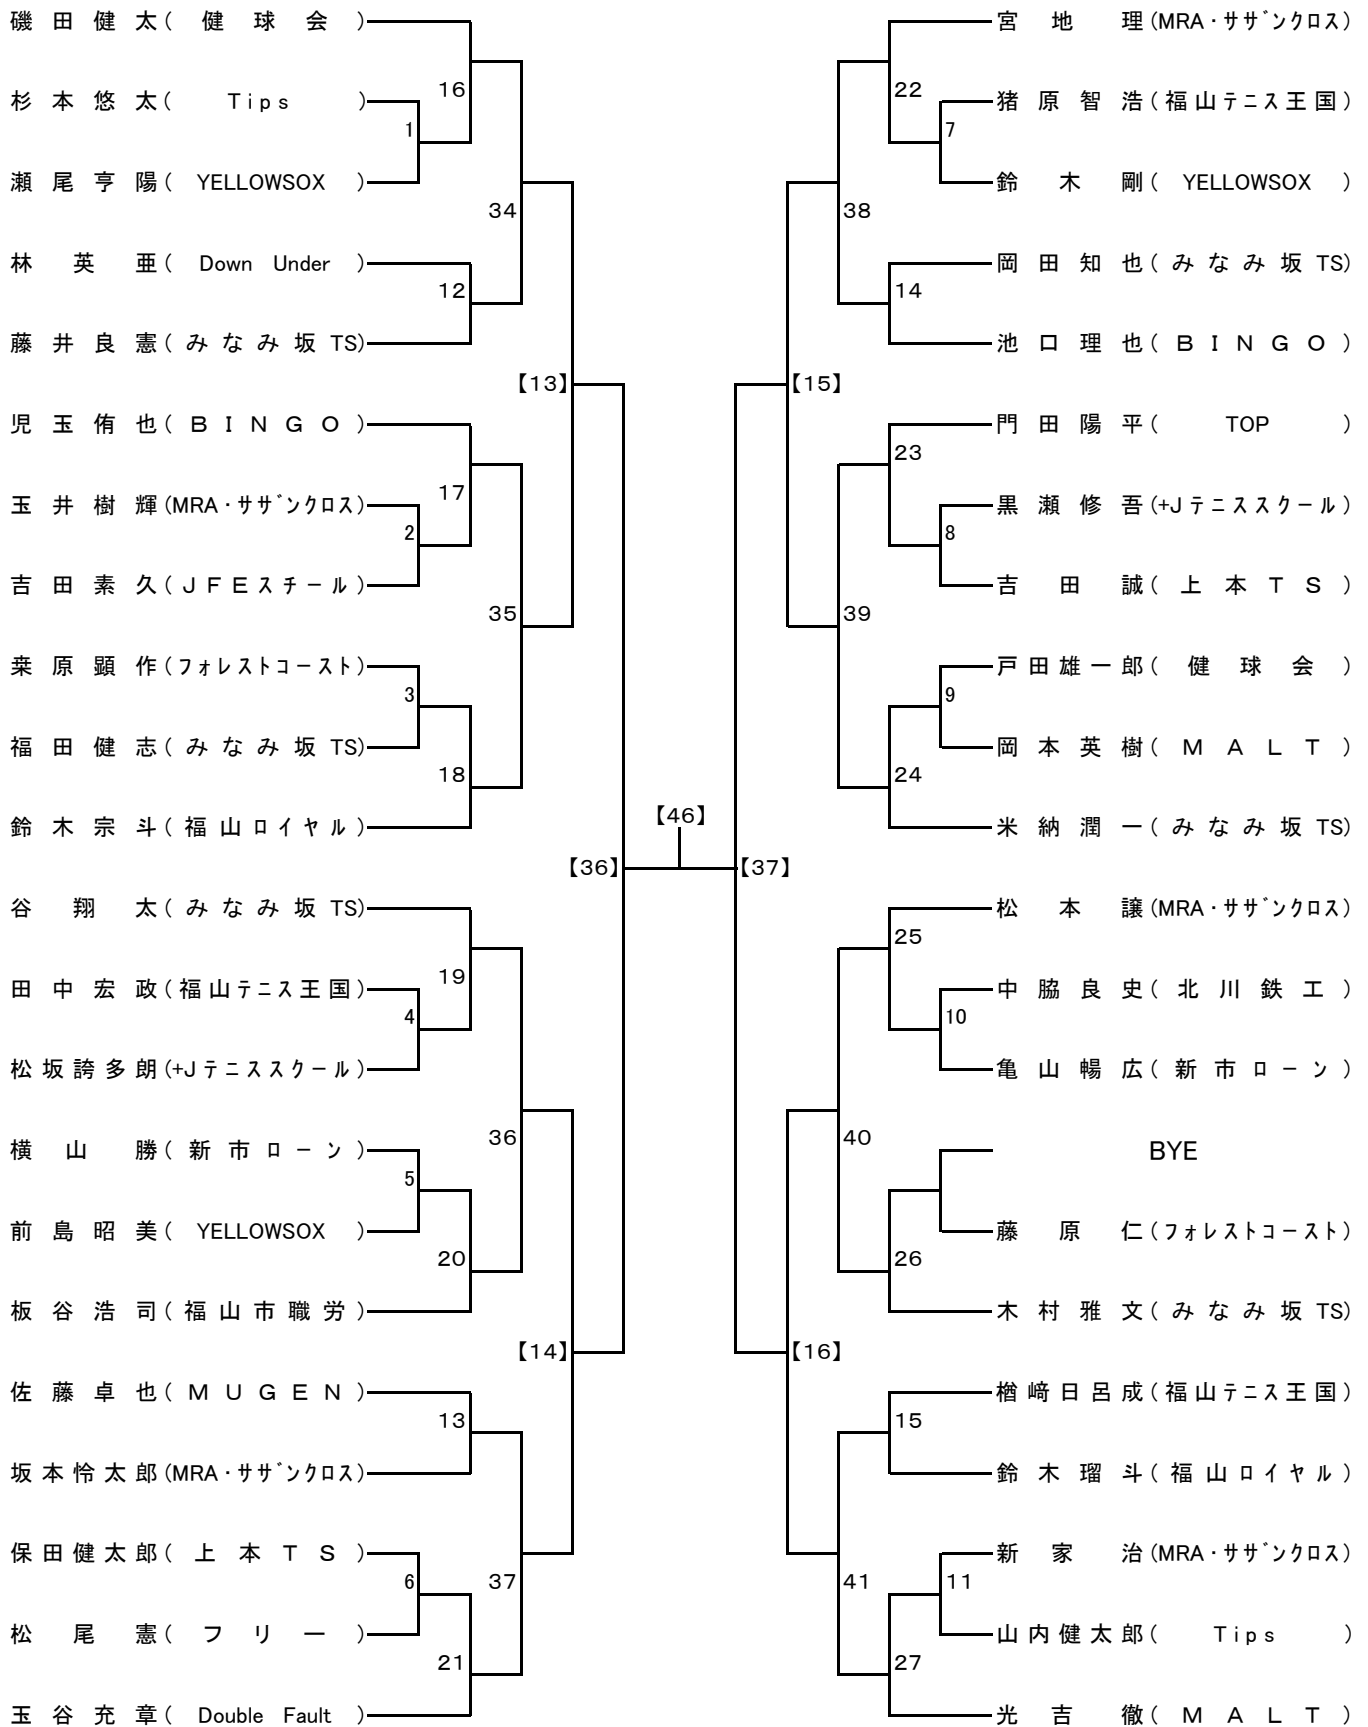 磯田健太(健球会)
16
杉本悠太(Tips)
1
瀬尾亨陽(YELLOWSOX)
34
林英亜(Down Under)
12
藤井良憲(みなみ坂TS)
【13】
児玉侑也(BINGO)
17
玉井樹輝(MRA・ｻｻﾞﾝｸﾛｽ)
2
吉田素久(JFEスチール)
35
桒原顕作(フォレストコースト)
3
福田健志(みなみ坂TS)
18
鈴木宗斗(福山ロイヤル)
【36】
谷翔太(みなみ坂TS)
19
田中宏政(福山テニス王国)
4
松坂誇多朗(+Jテニススクール)
36
横山勝(新市ローン)
5
前島昭美(YELLOWSOX)
20
板谷浩司(福山市職労)
【14】
佐藤卓也(MUGEN)
13
坂本怜太郎(MRA・ｻｻﾞﾝｸﾛｽ)
保田健太郎(上本TS)
6
37
松尾憲(フリー)
21
玉谷充章(Double Fault)
【46】
宮地理(MRA・ｻｻﾞﾝｸﾛｽ)
22
猪原智浩(福山テニス王国)
7
鈴木剛(YELLOWSOX)
38
岡田知也(みなみ坂TS)
14
池口理也(BINGO)
【15】
門田陽平(TOP)
23
黒瀬修吾(+Jテニススクール)
8
吉田誠(上本TS)
39
戸田雄一郎(健球会)
9
岡本英樹(MALT)
24
米納潤一(みなみ坂TS)
【37】
松本譲(MRA・ｻｻﾞﾝｸﾛｽ)
25
中脇良史(北川鉄工)
10
亀山暢広(新市ローン)
40
BYE
藤原仁(フォレストコースト)
26
木村雅文(みなみ坂TS)
【16】
楢﨑日呂成(福山テニス王国)
15
鈴木瑠斗(福山ロイヤル)
新家治(MRA・ｻｻﾞﾝｸﾛｽ)
11
41
山内健太郎(Tips)
27
光吉徹(MALT)